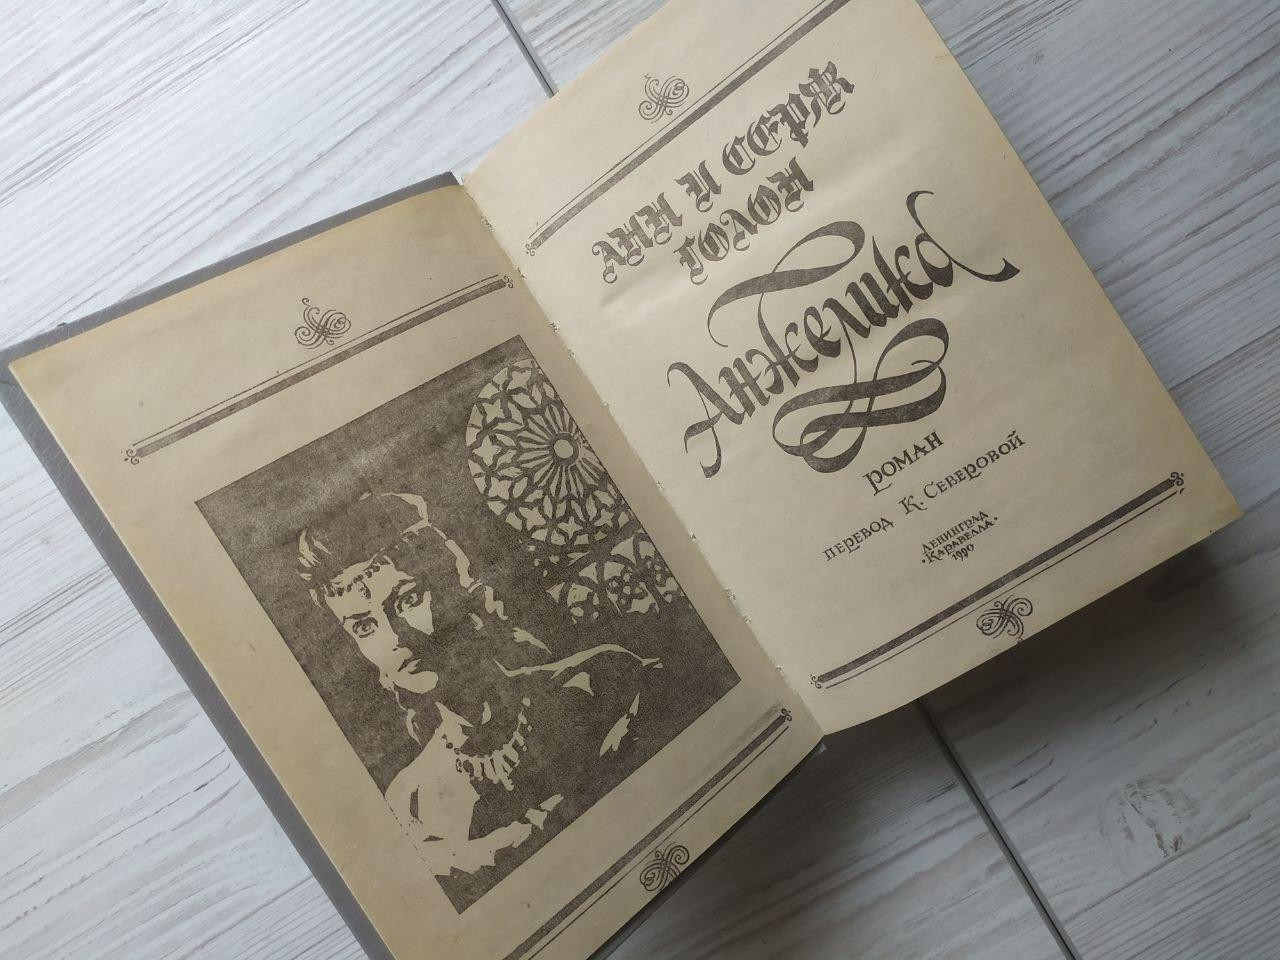 АНН И СЕРЖ
ГОЛОН
Анжелика
РОМАН
ПЕРЕВОД К. СЕВЕРОВОЙ
ЛЕНИНГРАД
·КАРАВЕЛЛА·
1990